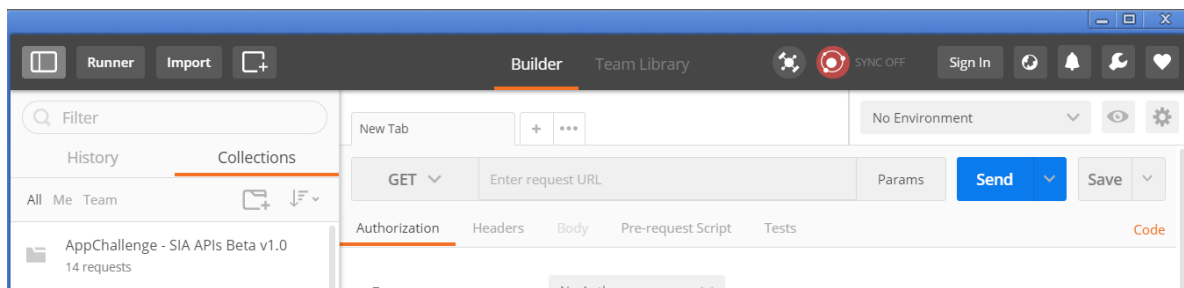 Runner Import Builder Team Library SYNC OFF Sign In
Filter
History Collections
All Me Team
AppChallenge - SIA APIs Beta v1.0
14 requests
New Tab + ••• No Environment
GET Enter request URL Params Send Save
Authorization Headers Body Pre-request Script Tests Code